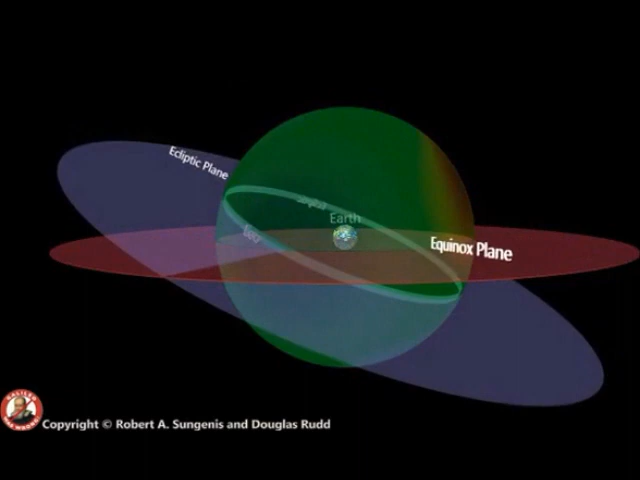 Ecliptic Plane
Earth
Equinox Plane
Copyright © Robert A. Sungenis and Douglas Rudd